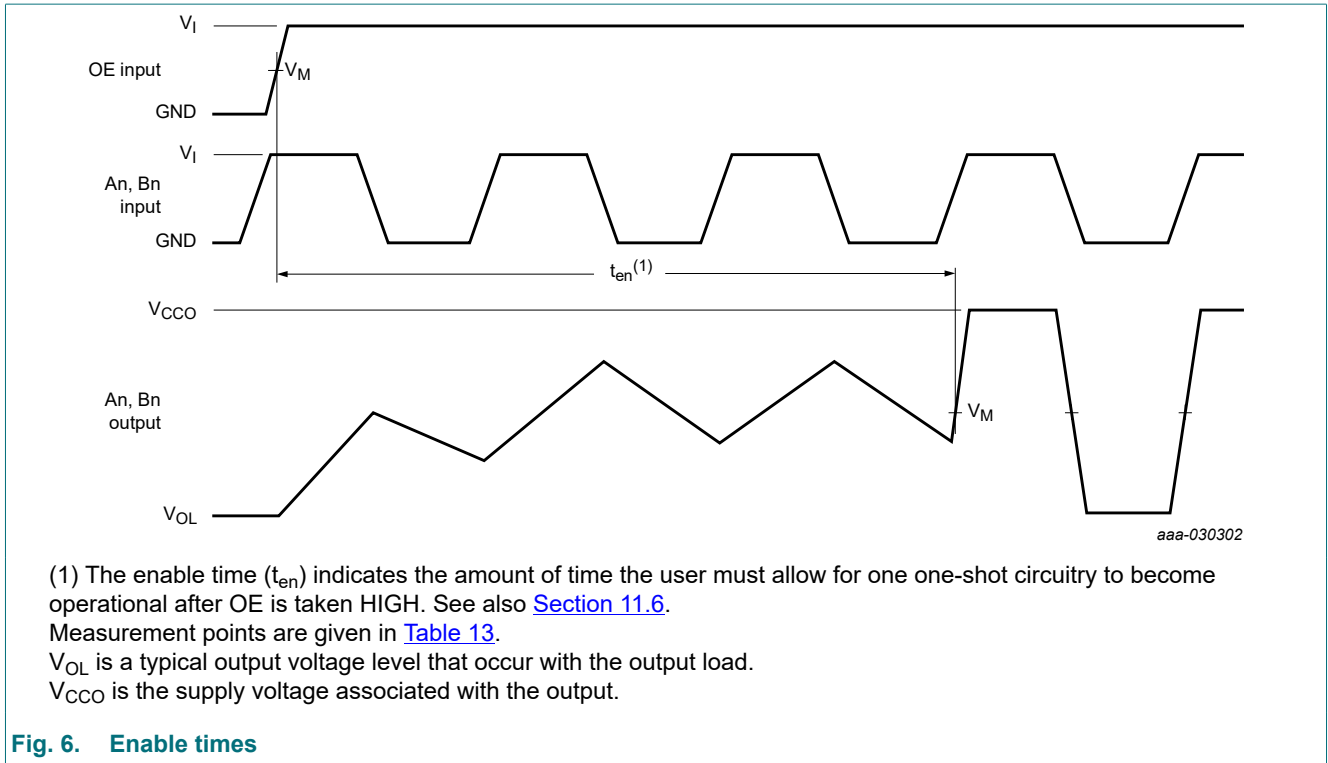 V_I
OE input
V_M
GND
V_I
An, Bn
input
GND
t_en^(1)
V_CCO
An, Bn
output
V_M
V_OL
aaa-030302
(1) The enable time (t_en) indicates the amount of time the user must allow for one one-shot circuitry to become
operational after OE is taken HIGH. See also Section 11.6.
Measurement points are given in Table 13.
V_OL is a typical output voltage level that occur with the output load.
V_CCO is the supply voltage associated with the output.
Fig. 6. Enable times